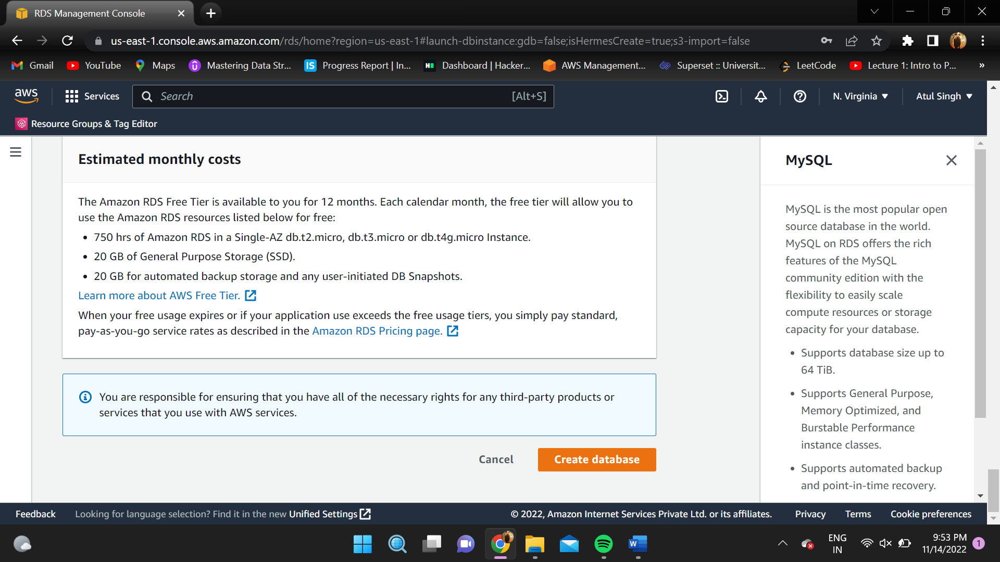 RDS Management Console
us-east-1.console.aws.amazon.com/rds/home?region=us-east-1#launch-dbinstance:gdb=false;isHermesCreate=true;s3-import=false
Gmail YouTube Maps Mastering Data Str... Progress Report | In... Dashboard | Hacker... AWS Management... Superset :: Universit... LeetCode Lecture 1: Intro to P... »
aws Services Search [Alt+S] N. Virginia Atul Singh
Resource Groups & Tag Editor
Estimated monthly costs
The Amazon RDS Free Tier is available to you for 12 months. Each calendar month, the free tier will allow you to
use the Amazon RDS resources listed below for free:
• 750 hrs of Amazon RDS in a Single-AZ db.t2.micro, db.t3.micro or db.t4g.micro Instance.
• 20 GB of General Purpose Storage (SSD).
• 20 GB for automated backup storage and any user-initiated DB Snapshots.
Learn more about AWS Free Tier.
When your free usage expires or if your application use exceeds the free usage tiers, you simply pay standard,
pay-as-you-go service rates as described in the Amazon RDS Pricing page.
You are responsible for ensuring that you have all of the necessary rights for any third-party products or
services that you use with AWS services.
Cancel Create database
MySQL
MySQL is the most popular open
source database in the world.
MySQL on RDS offers the rich
features of the MySQL
community edition with the
flexibility to easily scale
compute resources or storage
capacity for your database.
• Supports database size up to
64 TiB.
• Supports General Purpose,
Memory Optimized, and
Burstable Performance
instance classes.
• Supports automated backup
and point-in-time recovery.
Feedback Looking for language selection? Find it in the new Unified Settings © 2022, Amazon Internet Services Private Ltd. or its affiliates. Privacy Terms Cookie preferences
ENG
IN
9:53 PM
11/14/2022
1